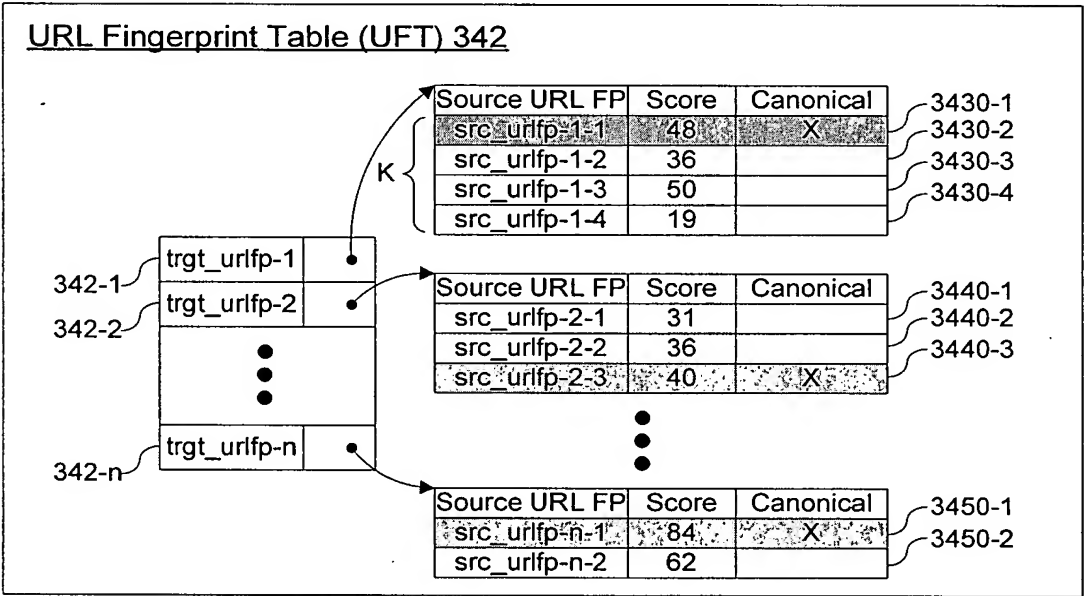 URL Fingerprint Table (UFT) 342
Source URL FP Score Canonical
src_urlfp-1-1 48 X
src_urlfp-1-2 36
src_urlfp-1-3 50
src_urlfp-1-4 19
K
3430-1
3430-2
3430-3
3430-4
trgt_urlfp-1
trgt_urlfp-2
trgt_urlfp-n
342-1
342-2
342-n
Source URL FP Score Canonical
src_urlfp-2-1 31
src_urlfp-2-2 36
src_urlfp-2-3 40 X
3440-1
3440-2
3440-3
Source URL FP Score Canonical
src_urlfp-n-1 84 X
src_urlfp-n-2 62
3450-1
3450-2